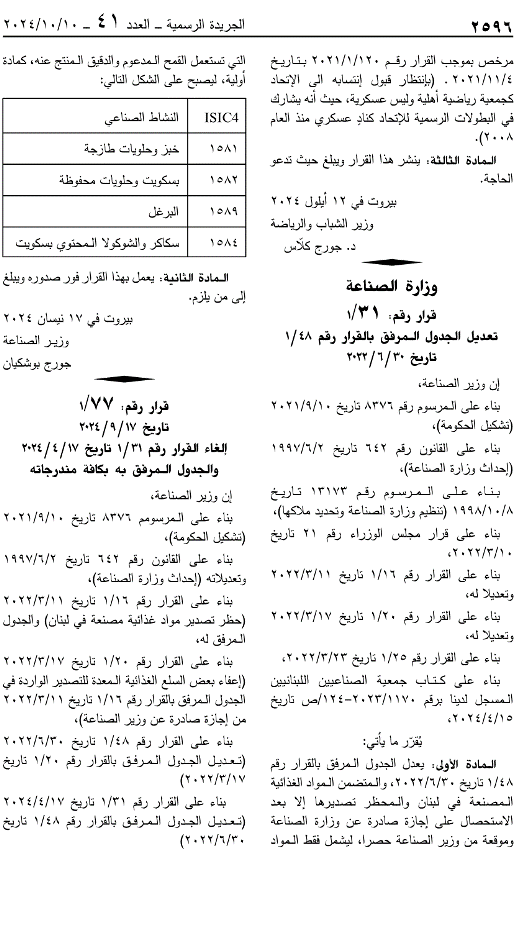 ٢٥٩٦
الجريدة الرسمية ــ العدد ٤١ ــ ٢٠٢٤/١٠/١٠
مرخص بموجب القرار رقم ٢٠٢١/١/١٢٠ بتاريخ
٢٠٢١/١١/٤ . (بإنتظار قبول إنتسابه الى الإتحاد
كجمعية رياضية أهلية وليس عسكرية، حيث أنه يشارك
في البطولات الرسمية للإتحاد كنادٍ عسكري منذ العام
٢٠٠٨).
المادة الثالثة: ينشر هذا القرار ويبلغ حيث تدعو
الحاجة.
بيروت في ١٢ أيلول ٢٠٢٤
وزير الشباب والرياضة
د. جورج كلّاس
وزارة الصناعة
قرار رقم: ١/٣١
تعديل الجدول المرفق بالقرار رقم ١/٤٨
تاريخ ٢٠٢٢/٦/٣٠
إن وزير الصناعة،
بناء على المرسوم رقم ٨٣٧٦ تاريخ ٢٠٢١/٩/١٠
(تشكيل الحكومة)،
بناء على القانون رقم ٦٤٢ تاريخ ١٩٩٧/٦/٢
(إحداث وزارة الصناعة)،
بناء على المرسوم رقم ١٣١٧٣ تاريخ
١٩٩٨/١٠/٨ (تنظيم وزارة الصناعة وتحديد ملاكها)،
بناء على قرار مجلس الوزراء رقم ٢١ تاريخ
٢٠٢٢/٣/١٠،
بناء على القرار رقم ١/١٦ تاريخ ٢٠٢٢/٣/١١
وتعديلا له،
بناء على القرار رقم ١/٢٠ تاريخ ٢٠٢٢/٣/١٧
وتعديلا له،
بناء على القرار رقم ١/٢٥ تاريخ ٢٠٢٢/٣/٢٣،
بناء على كتاب جمعية الصناعيين اللبنانيين
المسجل لدينا برقم ٢٠٢٣/١١٧٠–١٢٤/ص تاريخ
٢٠٢٤/٤/١٥،
يُقرّر ما يأتي:
المادة الأولى: يعدل الجدول المرفق بالقرار رقم
١/٤٨ تاريخ ٢٠٢٢/٦/٣٠، والمتضمن المواد الغذائية
المصنعة في لبنان والمحظر تصديرها إلا بعد
الاستحصال على إجازة صادرة عن وزارة الصناعة
وموقعة من وزير الصناعة حصرا، ليشمل فقط المواد
التي تستعمل القمح المدعوم والدقيق المنتج عنه، كمادة
أولية، ليصبح على الشكل التالي:
ISIC4 النشاط الصناعي
١٥٨١ خبز وحلويات طازجة
١٥٨٢ بسكويت وحلويات محفوظة
١٥٨٩ البرغل
١٥٨٤ سكاكر والشوكولا المحتوي بسكويت
المادة الثانية: يعمل بهذا القرار فور صدوره ويبلغ
إلى من يلزم.
بيروت في ١٧ نيسان ٢٠٢٤
وزير الصناعة
جورج بوشكيان
قرار رقم: ١/٧٧
تاريخ ٢٠٢٤/٩/١٧
إلغاء القرار ١/٣١ تاريخ ٢٠٢٤/٤/١٧
والجدول المرفق به بكافة مندرجاته
إن وزير الصناعة،
بناء على المرسومم ٨٣٧٦ تاريخ ٢٠٢١/٩/١٠
(تشكيل الحكومة)،
بناء على القانون رقم ٦٤٢ تاريخ ١٩٩٧/٦/٢
وتعديلاته (إحداث وزارة الصناعة)،
بناء على القرار رقم ١/١٦ تاريخ ٢٠٢٢/٣/١١
(حظر تصدير مواد غذائية مصنعة في لبنان) والجدول
المرفق له،
بناء على القرار رقم ١/٢٠ تاريخ ٢٠٢٢/٣/١٧
(إعفاء بعض السلع الغذائية المعدة للتصدير الواردة في
الجدول المرفق بالقرار رقم ١/١٦ تاريخ ٢٠٢٢/٣/١١
من إجازة صادرة عن وزير الصناعة)،
بناء على القرار رقم ١/٤٨ تاريخ ٢٠٢٢/٦/٣٠
(تعديل الجدول المرفق بالقرار رقم ١/٢٠ تاريخ
٢٠٢٢/٣/١٧)
بناء على القرار رقم ١/٣١ تاريخ ٢٠٢٤/٤/١٧
(تعديل الجدول المرفق بالقرار رقم ١/٤٨ تاريخ
٢٠٢٢/٦/٣٠)